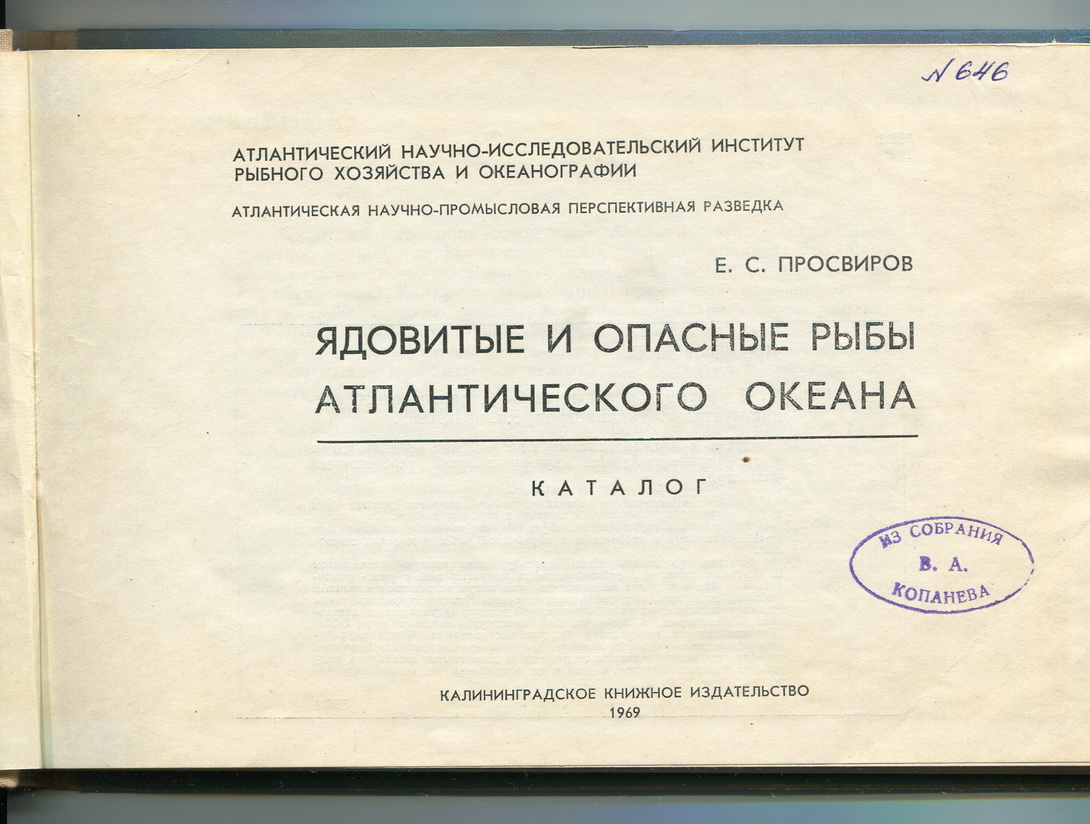 N 646
АТЛАНТИЧЕСКИЙ НАУЧНО-ИССЛЕДОВАТЕЛЬСКИЙ ИНСТИТУТ
РЫБНОГО ХОЗЯЙСТВА И ОКЕАНОГРАФИИ
АТЛАНТИЧЕСКАЯ НАУЧНО-ПРОМЫСЛОВАЯ ПЕРСПЕКТИВНАЯ РАЗВЕДКА
Е. С. ПРОСВИРОВ
ЯДОВИТЫЕ И ОПАСНЫЕ РЫБЫ
АТЛАНТИЧЕСКОГО ОКЕАНА
КАТАЛОГ
ИЗ СОБРАНИЯ
В. А.
КОПАНЕВА
КАЛИНИНГРАДСКОЕ КНИЖНОЕ ИЗДАТЕЛЬСТВО
1969